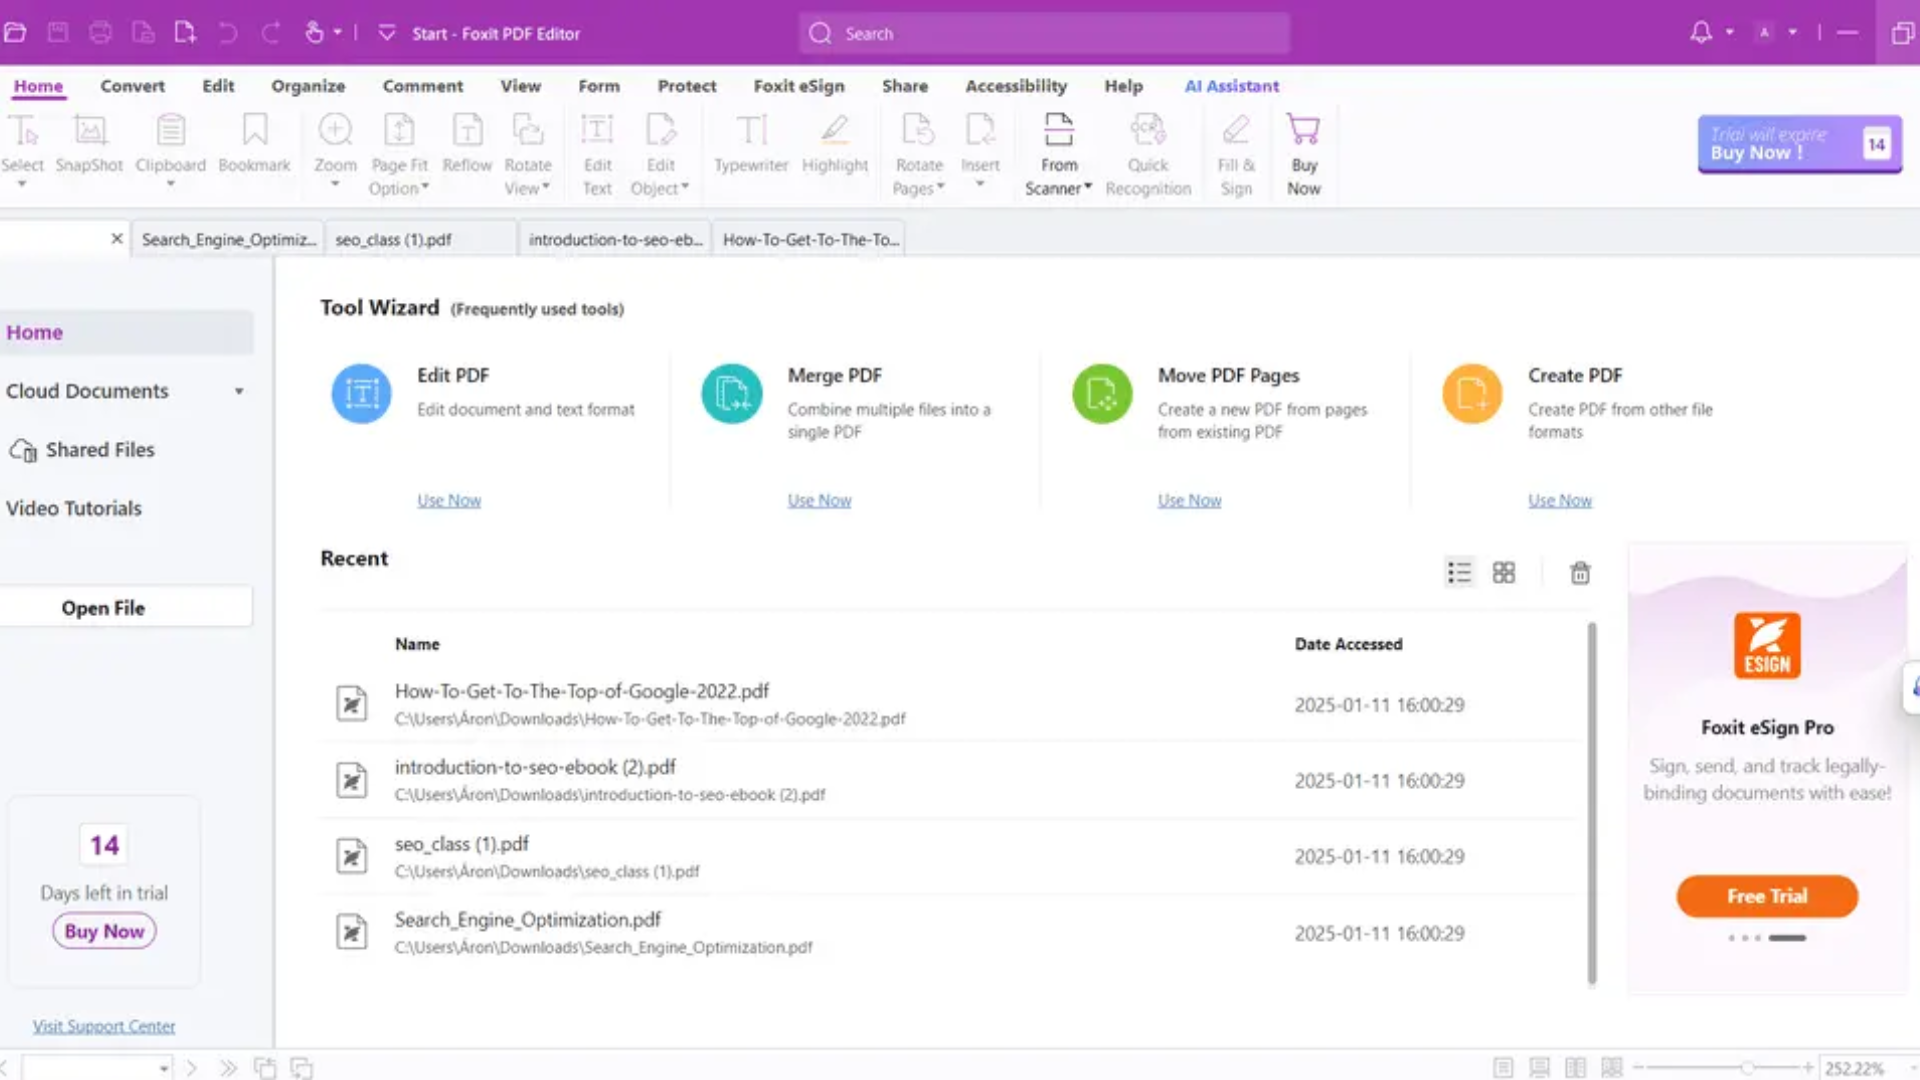 Start - Foxit PDF Editor
Search
A
Home Convert Edit Organize Comment View Form Protect Foxit eSign Share Accessibility Help AI Assistant
Select SnapShot Clipboard Bookmark Zoom Page Fit Option Reflow Rotate View Edit Text Edit Object Typewriter Highlight Rotate Pages Insert From Scanner Quick Recognition Fill & Sign Buy Now
Trial will expire
Buy Now !
14
Search_Engine_Optimiz... seo_class (1).pdf introduction-to-seo-eb... How-To-Get-To-The-To...
Home
Cloud Documents
Shared Files
Video Tutorials
Open File
14
Days left in trial
Buy Now
Visit Support Center
Tool Wizard (Frequently used tools)
Edit PDF
Edit document and text format
Use Now
Merge PDF
Combine multiple files into a
single PDF
Use Now
Move PDF Pages
Create a new PDF from pages
from existing PDF
Use Now
Create PDF
Create PDF from other file
formats
Use Now
Recent
Name Date Accessed
How-To-Get-To-The-Top-of-Google-2022.pdf
C:\Users\Áron\Downloads\How-To-Get-To-The-Top-of-Google-2022.pdf
2025-01-11 16:00:29
introduction-to-seo-ebook (2).pdf
C:\Users\Áron\Downloads\introduction-to-seo-ebook (2).pdf
2025-01-11 16:00:29
seo_class (1).pdf
C:\Users\Áron\Downloads\seo_class (1).pdf
2025-01-11 16:00:29
Search_Engine_Optimization.pdf
C:\Users\Áron\Downloads\Search_Engine_Optimization.pdf
2025-01-11 16:00:29
ESIGN
Foxit eSign Pro
Sign, send, and track legally-
binding documents with ease!
Free Trial
252.22%